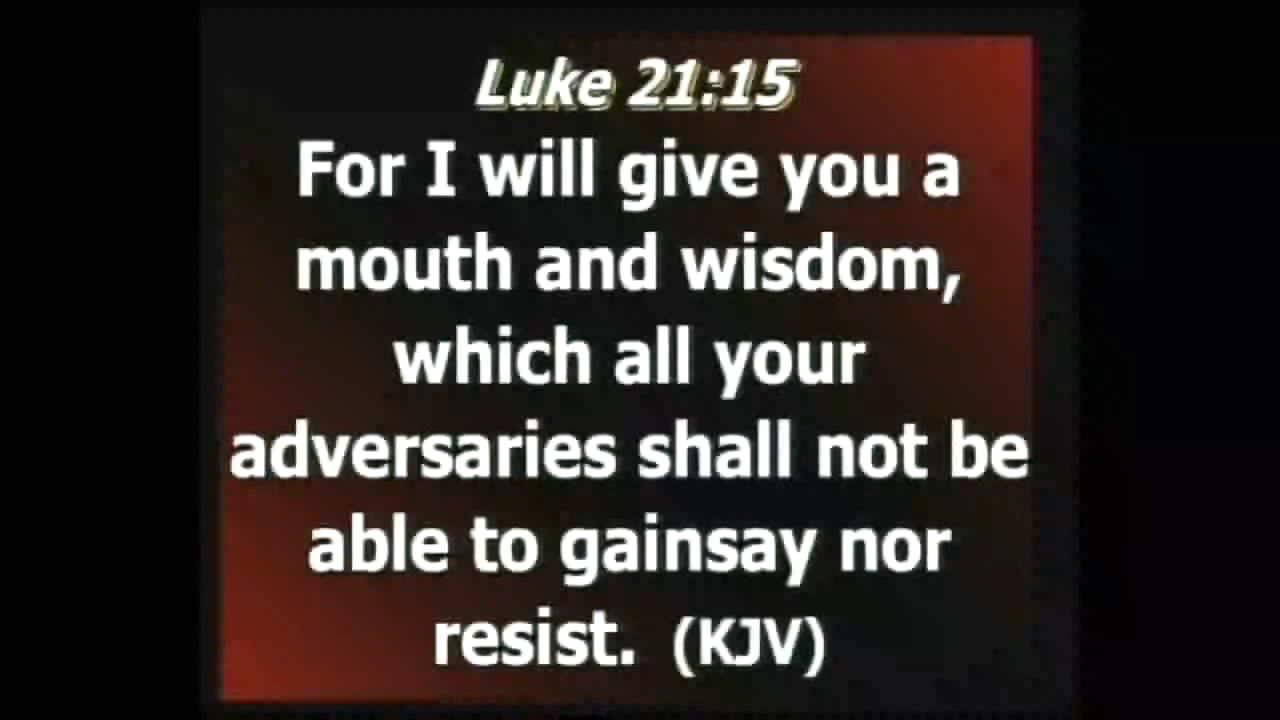 Luke 21:15
For I will give you a
mouth and wisdom,
which all your
adversaries shall not be
able to gainsay nor
resist. (KJV)